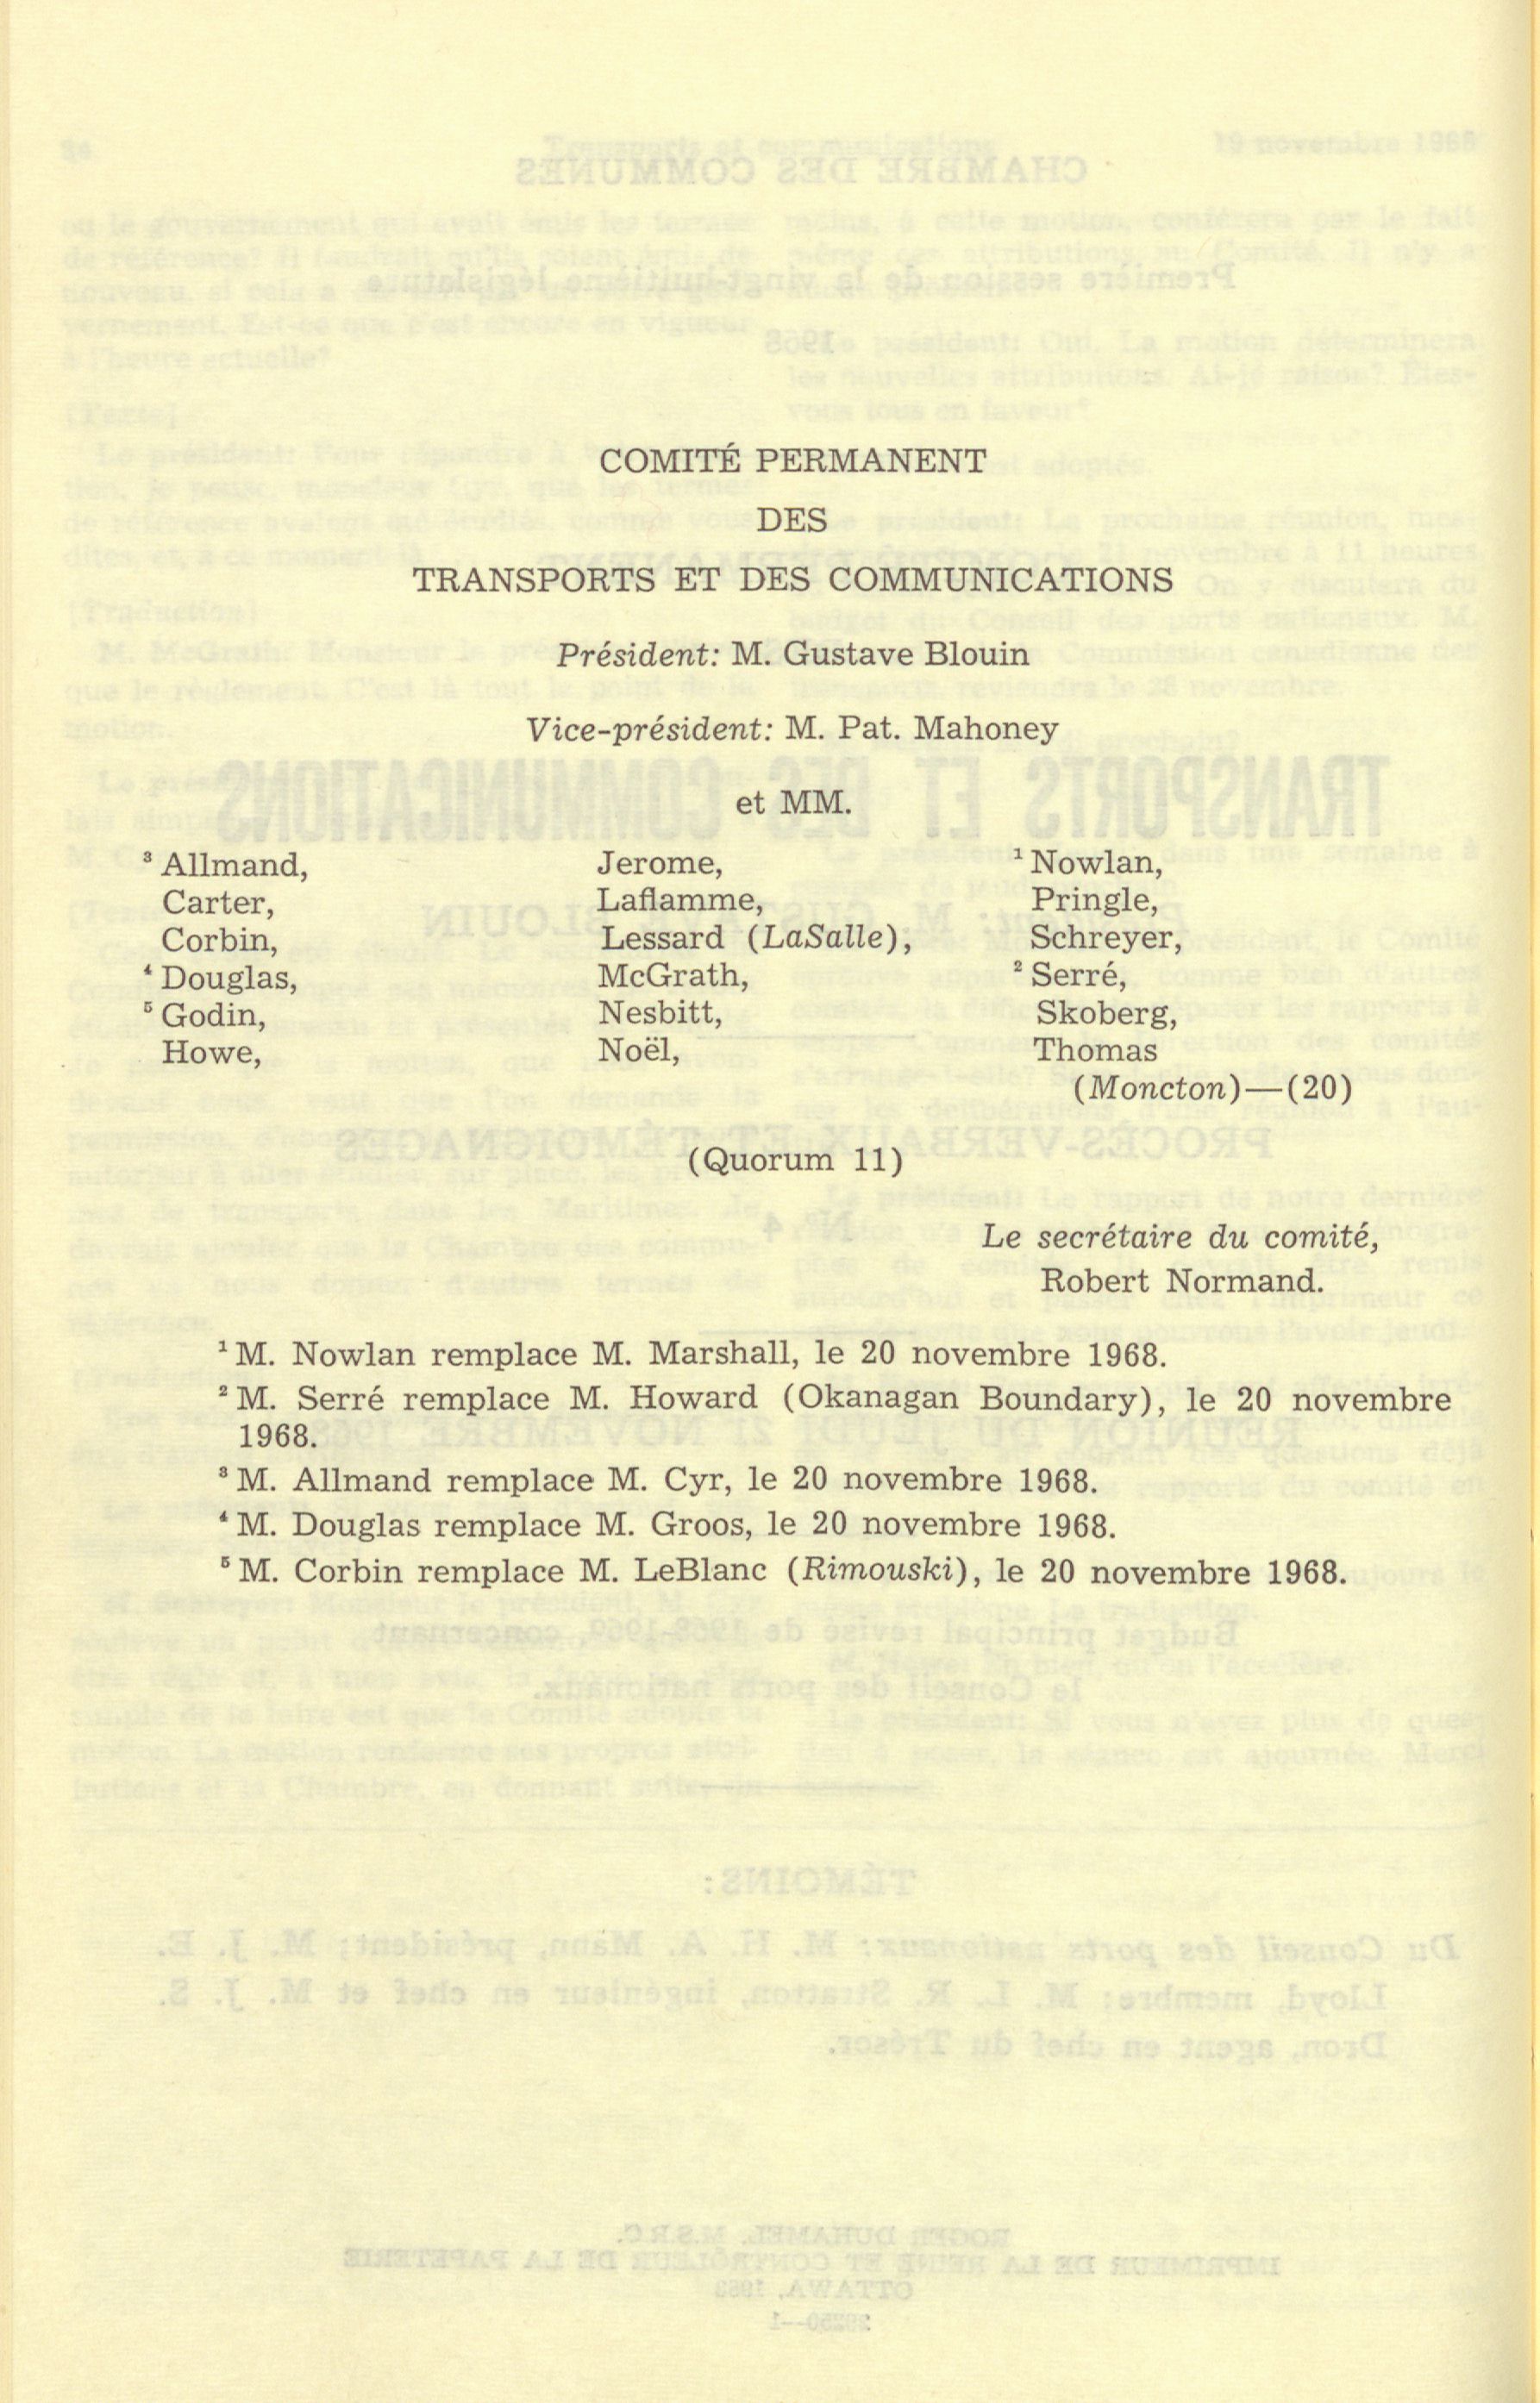 COMITÉ PERMANENT
DES
TRANSPORTS ET DES COMMUNICATIONS
Président: M. Gustave Blouin
Vice-président: M. Pat. Mahoney
et MM.
³ Allmand,
Carter,
Corbin,
⁴ Douglas,
⁵ Godin,
Howe,
Jerome,
Laflamme,
Lessard (LaSalle),
McGrath,
Nesbitt,
Noël,
¹ Nowlan,
Pringle,
Schreyer,
² Serré,
Skoberg,
Thomas
(Moncton)—(20)
(Quorum 11)
Le secrétaire du comité,
Robert Normand.
¹ M. Nowlan remplace M. Marshall, le 20 novembre 1968.
² M. Serré remplace M. Howard (Okanagan Boundary), le 20 novembre
1968.
³ M. Allmand remplace M. Cyr, le 20 novembre 1968.
⁴ M. Douglas remplace M. Groos, le 20 novembre 1968.
⁵ M. Corbin remplace M. LeBlanc (Rimouski), le 20 novembre 1968.